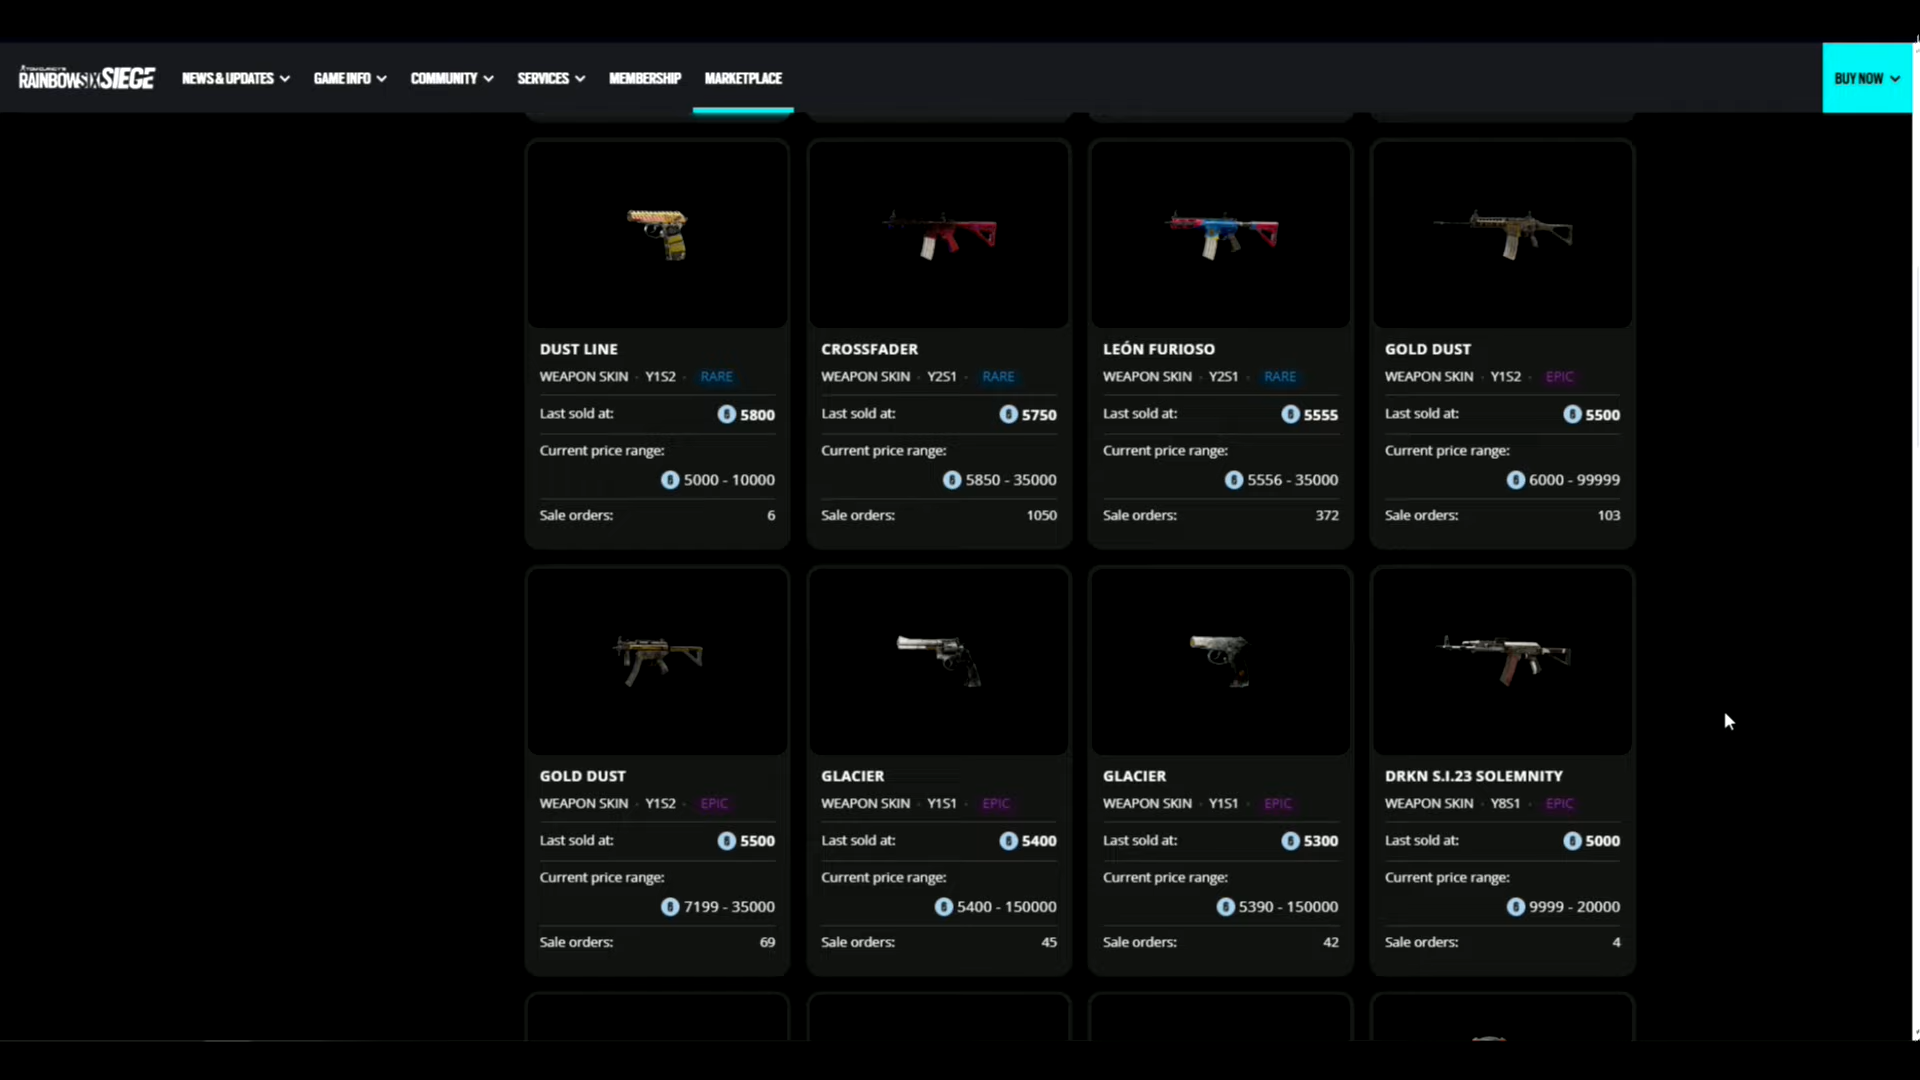 TOM CLANCY'S
RAINBOWSIX SIEGE
NEWS & UPDATES
GAME INFO
COMMUNITY
SERVICES
MEMBERSHIP
MARKETPLACE
BUY NOW
DUST LINE
WEAPON SKIN · Y1S2 · RARE
Last sold at: 5800
Current price range:
5000 - 10000
Sale orders: 6
CROSSFADER
WEAPON SKIN · Y2S1 · RARE
Last sold at: 5750
Current price range:
5850 - 35000
Sale orders: 1050
LEÓN FURIOSO
WEAPON SKIN · Y2S1 · RARE
Last sold at: 5555
Current price range:
5556 - 35000
Sale orders: 372
GOLD DUST
WEAPON SKIN · Y1S2 · EPIC
Last sold at: 5500
Current price range:
6000 - 99999
Sale orders: 103
GOLD DUST
WEAPON SKIN · Y1S2 · EPIC
Last sold at: 5500
Current price range:
7199 - 35000
Sale orders: 69
GLACIER
WEAPON SKIN · Y1S1 · EPIC
Last sold at: 5400
Current price range:
5400 - 150000
Sale orders: 45
GLACIER
WEAPON SKIN · Y1S1 · EPIC
Last sold at: 5300
Current price range:
5390 - 150000
Sale orders: 42
DRKN S.I.23 SOLEMNITY
WEAPON SKIN · Y8S1 · EPIC
Last sold at: 5000
Current price range:
9999 - 20000
Sale orders: 4